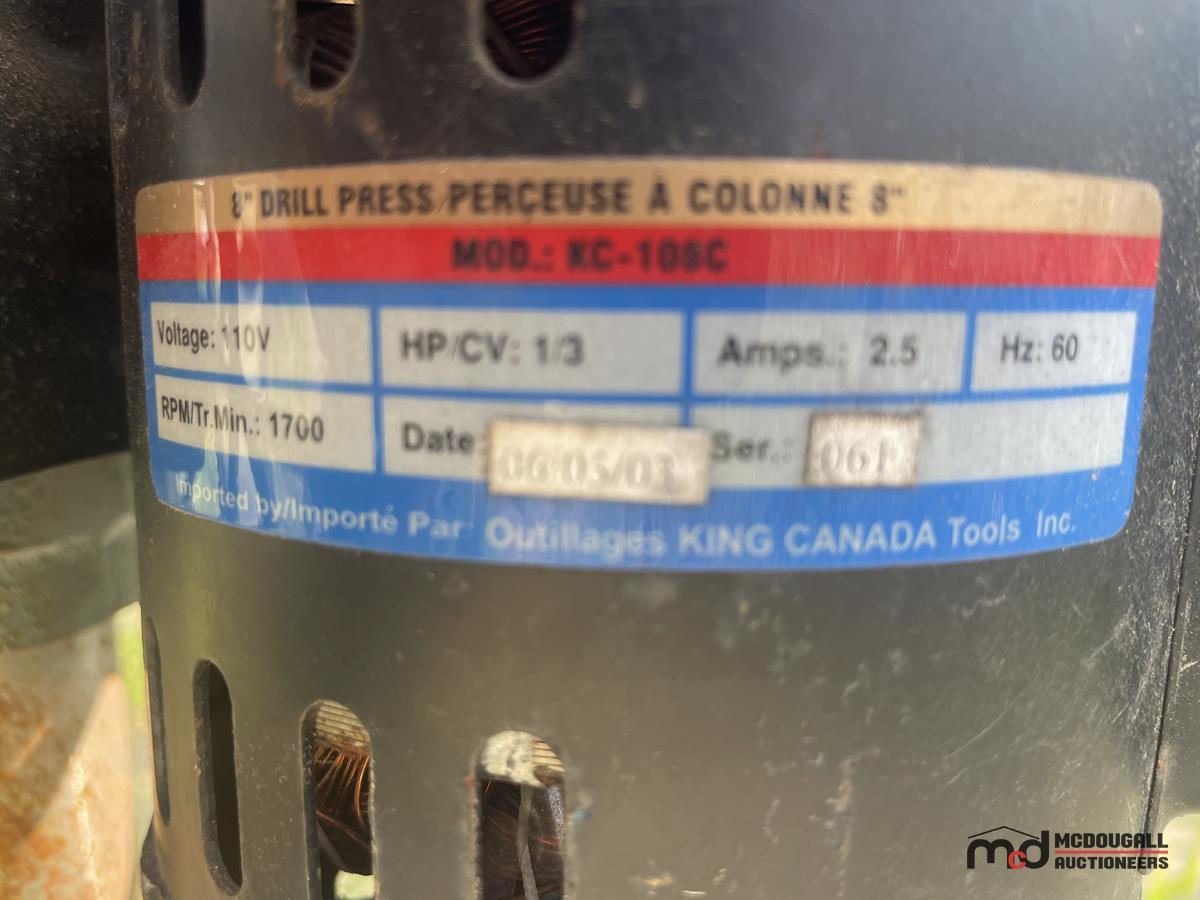 8" DRILL PRESS/PERÇEUSE À COLONNE 8"
MOD.: KC-108C
Voltage: 110V HP/CV: 1/3 Amps.: 2.5 Hz: 60
RPM/Tr.Min.: 1700 Date: 06/05/03 Ser.: 061
Imported by/Importé Par Outillages KING CANADA Tools Inc.
mcd MCDOUGALL
AUCTIONEERS